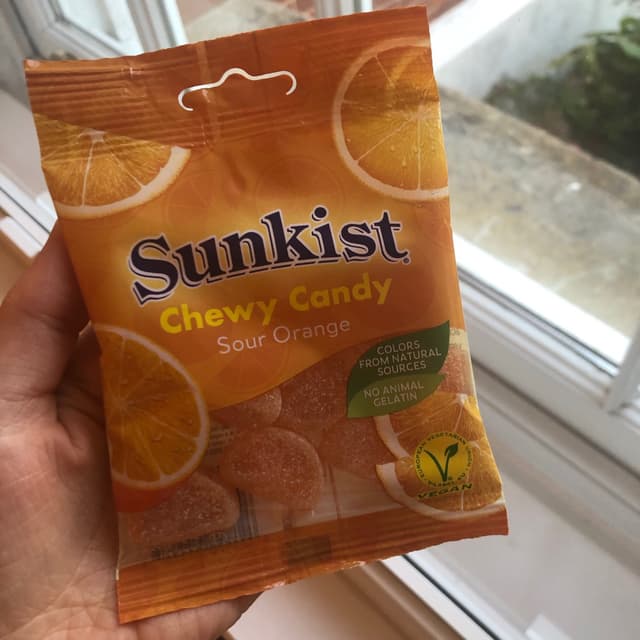 Sunkist
Chewy Candy
Sour Orange
COLORS
FROM NATURAL
SOURCES
NO ANIMAL
GELATIN
VEGAN